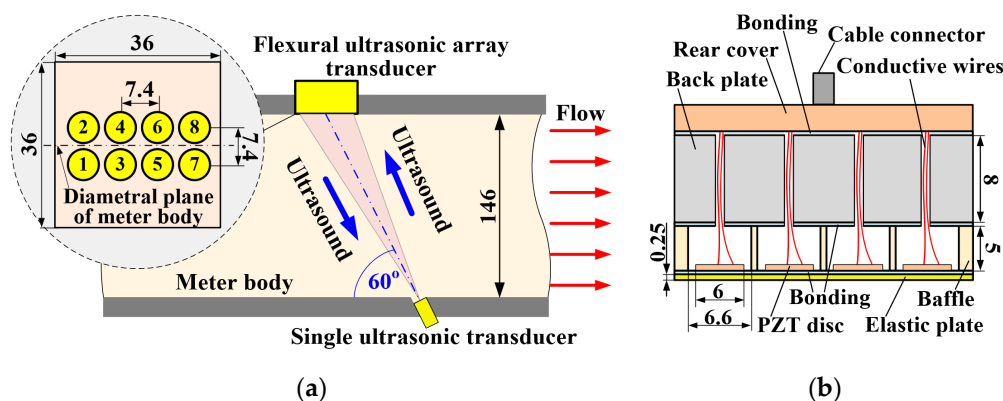 36
Flexural ultrasonic array
transducer
Flow
7.4
2
4
6
8
36
7.4
1
3
5
7
Diametral plane
of meter body
Ultrasound
Ultrasound
146
Meter body
60°
Single ultrasonic transducer
(a)
Bonding
Cable connector
Rear cover
Conductive wires
Back plate
8
0.25
5
6
6.6
Bonding
Baffle
PZT disc
Elastic plate
(b)